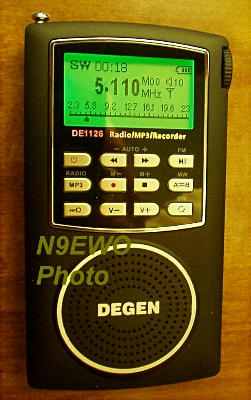 SW 00:18
5·110 M00 10
MHz
2.3 5.8 9.2 12.7 16.1 19.6 23
DE1126 Radio/MP3/Recorder
– AUTO + FM
RADIO M– M+ MW
MP3 A⇌B
SW
V– V+
N9EWO
Photo
DEGEN